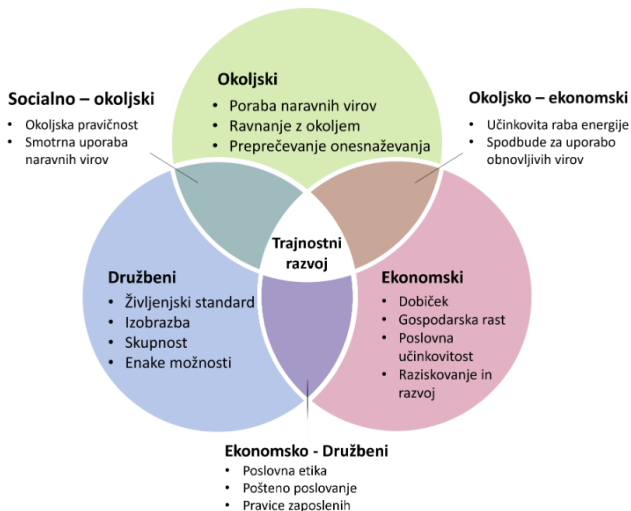 Okoljski
• Poraba naravnih virov
• Ravnanje z okoljem
• Preprečevanje onesnaževanja
Socialno – okoljski
• Okoljska pravičnost
• Smotrna uporaba
naravnih virov
Okoljsko – ekonomski
• Učinkovita raba energije
• Spodbude za uporabo
obnovljivih virov
Trajnostni
razvoj
Družbeni
• Življenjski standard
• Izobrazba
• Skupnost
• Enake možnosti
Ekonomski
• Dobiček
• Gospodarska rast
• Poslovna
učinkovitost
• Raziskovanje in
razvoj
Ekonomsko - Družbeni
• Poslovna etika
• Pošteno poslovanje
• Pravice zaposlenih